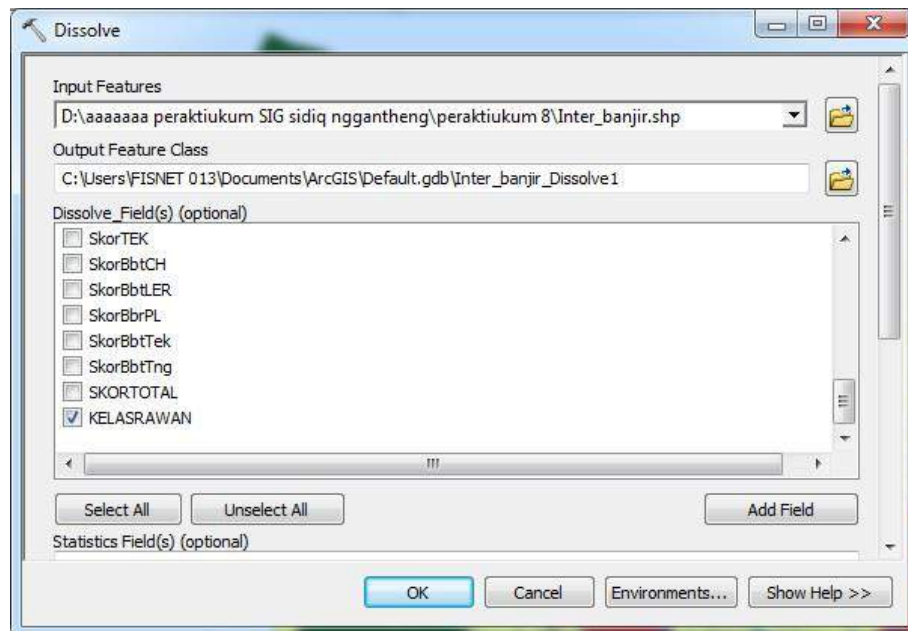 Dissolve
Input Features
D:\aaaaaaa peraktiukum SIG sidiq nggantheng\peraktiukum 8\Inter_banjir.shp
Output Feature Class
C:\Users\FISNET 013\Documents\ArcGIS\Default.gdb\Inter_banjir_Dissolve1
Dissolve_Field(s) (optional)
SkorTEK
SkorBbtCH
SkorBbtLER
SkorBbrPL
SkorBbtTek
SkorBbtTng
SKORTOTAL
KELASRAWAN
Select All Unselect All Add Field
Statistics Field(s) (optional)
OK Cancel Environments... Show Help >>